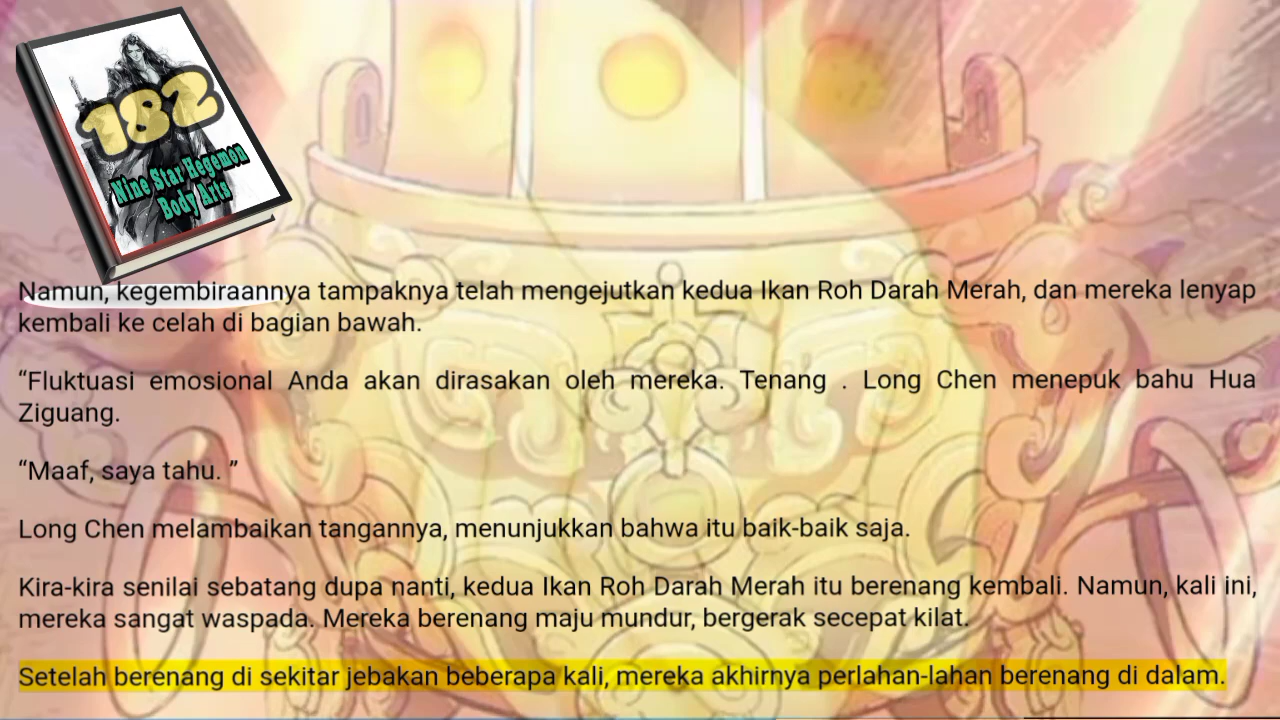 182
Nine Star Hegemon
Body Arts
Namun, kegembiraannya tampaknya telah mengejutkan kedua Ikan Roh Darah Merah, dan mereka lenyap
kembali ke celah di bagian bawah.
“Fluktuasi emosional Anda akan dirasakan oleh mereka. Tenang . Long Chen menepuk bahu Hua
Ziguang.
“Maaf, saya tahu. ”
Long Chen melambaikan tangannya, menunjukkan bahwa itu baik-baik saja.
Kira-kira senilai sebatang dupa nanti, kedua Ikan Roh Darah Merah itu berenang kembali. Namun, kali ini,
mereka sangat waspada. Mereka berenang maju mundur, bergerak secepat kilat.
Setelah berenang di sekitar jebakan beberapa kali, mereka akhirnya perlahan-lahan berenang di dalam.